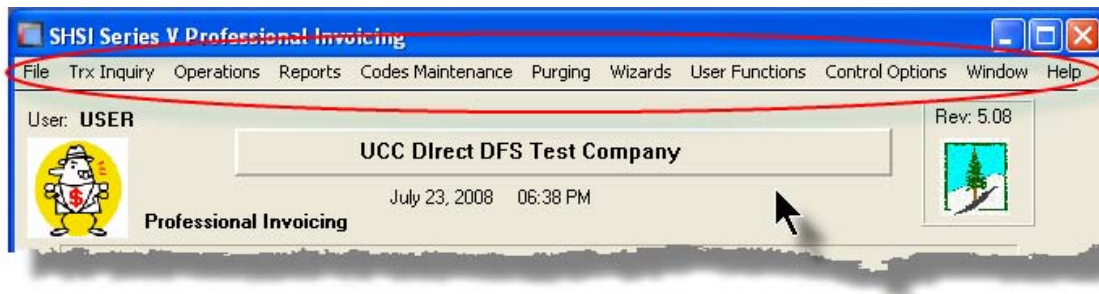 SHSI Series V Professional Invoicing
File Trx Inquiry Operations Reports Codes Maintenance Purging Wizards User Functions Control Options Window Help
User: USER
Rev: 5.08
UCC DIrect DFS Test Company
July 23, 2008 06:38 PM
Professional Invoicing
$